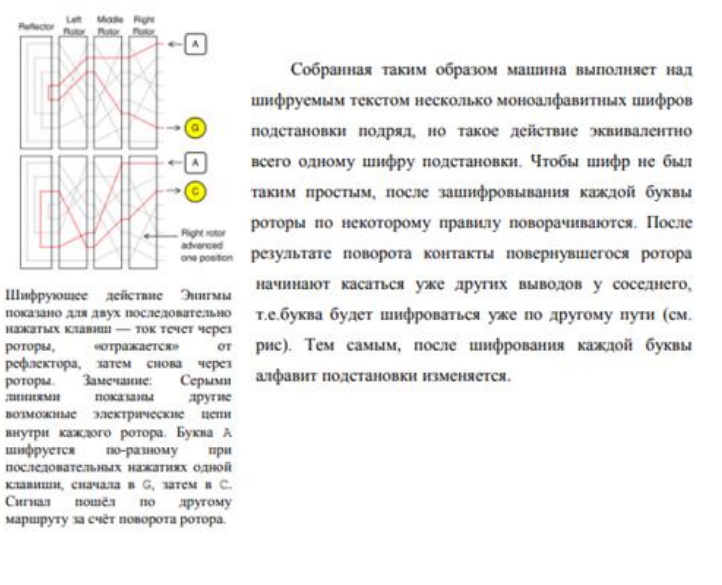 Reflector
Left Rotor
Middle Rotor
Right Rotor
A
G
A
C
Right rotor
advanced
one position
Шифрующее действие Энигмы
показано для двух последовательно
нажатых клавиш — ток течет через
роторы, «отражается» от
рефлектора, затем снова через
роторы. Замечание: Серыми
линиями показаны другие
возможные электрические цепи
внутри каждого ротора. Буква A
шифруется по-разному при
последовательных нажатиях одной
клавиши, сначала в G, затем в C.
Сигнал пошёл по другому
маршруту за счёт поворота ротора.
Собранная таким образом машина выполняет над
шифруемым текстом несколько моноалфавитных шифров
подстановки подряд, но такое действие эквивалентно
всего одному шифру подстановки. Чтобы шифр не был
таким простым, после зашифровывания каждой буквы
роторы по некоторому правилу поворачиваются. После
результате поворота контакты повернувшегося ротора
начинают касаться уже других выводов у соседнего,
т.е.буква будет шифроваться уже по другому пути (см.
рис). Тем самым, после шифрования каждой буквы
алфавит подстановки изменяется.